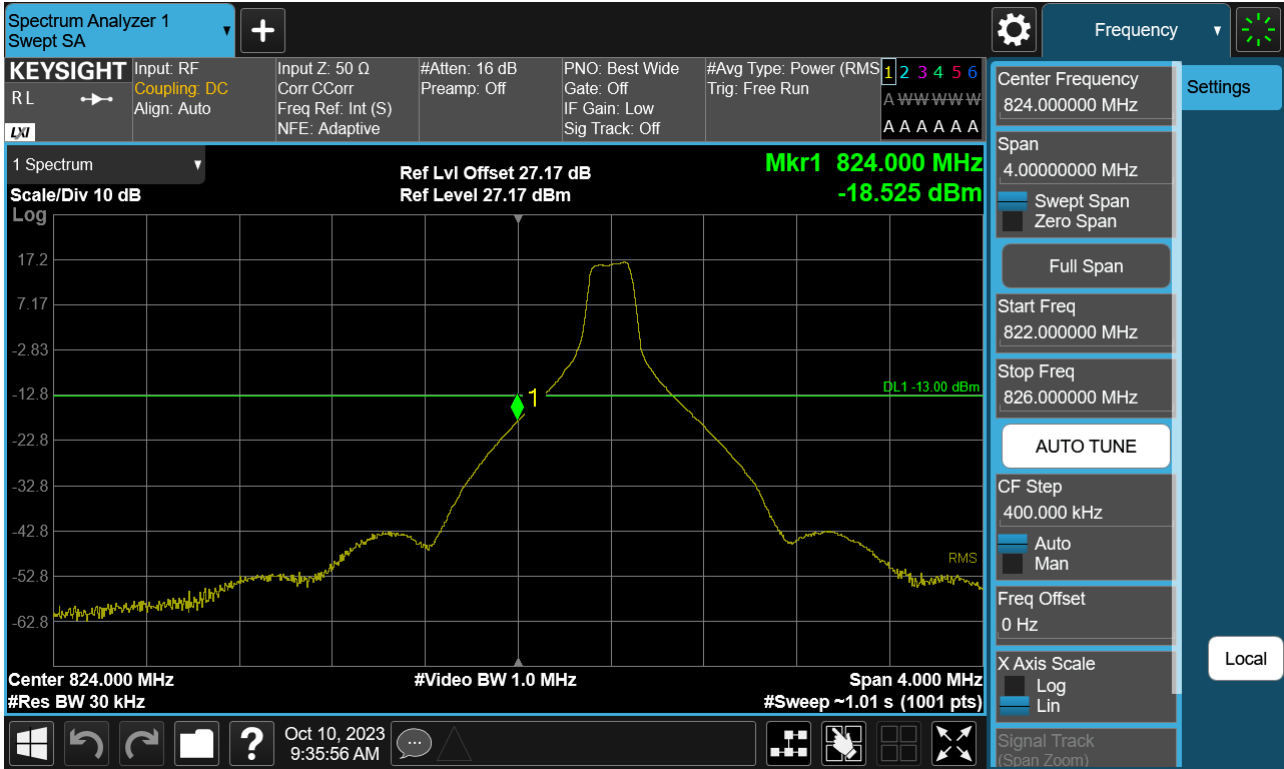 Spectrum Analyzer 1
Swept SA
+
Frequency
KEYSIGHT
R L
LXI
Input: RF
Coupling: DC
Align: Auto
Input Z: 50 Ω
Corr CCorr
Freq Ref: Int (S)
NFE: Adaptive
#Atten: 16 dB
Preamp: Off
PNO: Best Wide
Gate: Off
IF Gain: Low
Sig Track: Off
#Avg Type: Power (RMS
Trig: Free Run
1 2 3 4 5 6
A W W W W W
A A A A A A
1 Spectrum
Scale/Div 10 dB
Log
Ref Lvl Offset 27.17 dB
Ref Level 27.17 dBm
Mkr1 824.000 MHz
-18.525 dBm
17.2
7.17
-2.83
-12.8
-22.8
-32.8
-42.8
-52.8
-62.8
1
DL1 -13.00 dBm
RMS
Center 824.000 MHz
#Res BW 30 kHz
#Video BW 1.0 MHz
Span 4.000 MHz
#Sweep ~1.01 s (1001 pts)
Center Frequency
824.000000 MHz
Span
4.00000000 MHz
Swept Span
Zero Span
Full Span
Start Freq
822.000000 MHz
Stop Freq
826.000000 MHz
AUTO TUNE
CF Step
400.000 kHz
Auto
Man
Freq Offset
0 Hz
X Axis Scale
Log
Lin
Signal Track
(Span Zoom)
Settings
Local
?
Oct 10, 2023
9:35:56 AM